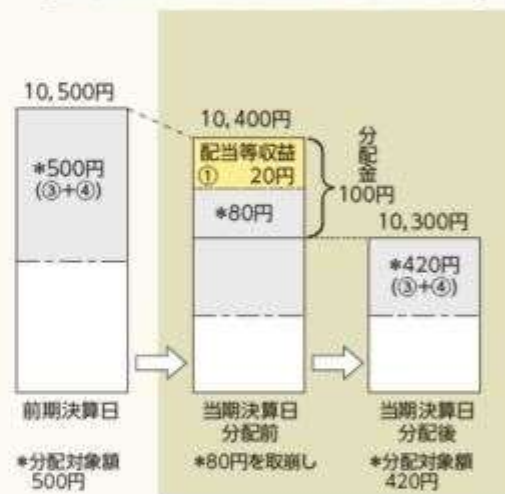 10,500円
*500円
(③+④)
前期決算日
*分配対象額
500円
10,400円
配当等収益
① 20円
*80円
分配金
100円
当期決算日
分配前
*80円を取崩し
10,300円
*420円
(③+④)
当期決算日
分配後
*分配対象額
420円